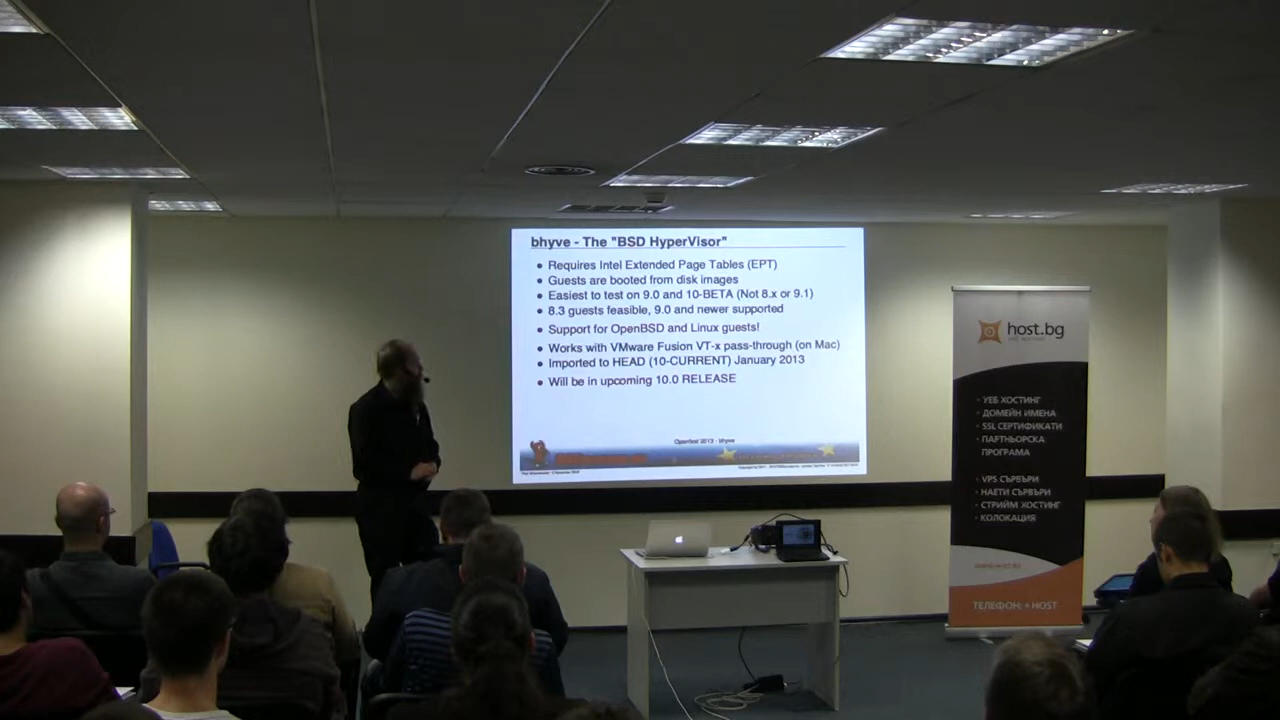 bhyve - The "BSD HyperVisor"
Requires Intel Extended Page Tables (EPT)
Guests are booted from disk images
Easiest to test on 9.0 and 10-BETA (Not 8.x or 9.1)
8.3 guests feasible, 9.0 and newer supported
Support for OpenBSD and Linux guests!
Works with VMware Fusion VT-x pass-through (on Mac)
Imported to HEAD (10-CURRENT) January 2013
Will be in upcoming 10.0 RELEASE
Openfest 2013 - bhyve
host.bg
УЕБ ХОСТИНГ
ДОМЕЙН ИМЕНА
SSL СЕРТИФИКАТИ
ПАРТНЬОРСКА
ПРОГРАМА
VPS СЪРВЪРИ
НАЕТИ СЪРВЪРИ
СТРИЙМ ХОСТИНГ
КОЛОКАЦИЯ
ТЕЛЕФОН: + HOST